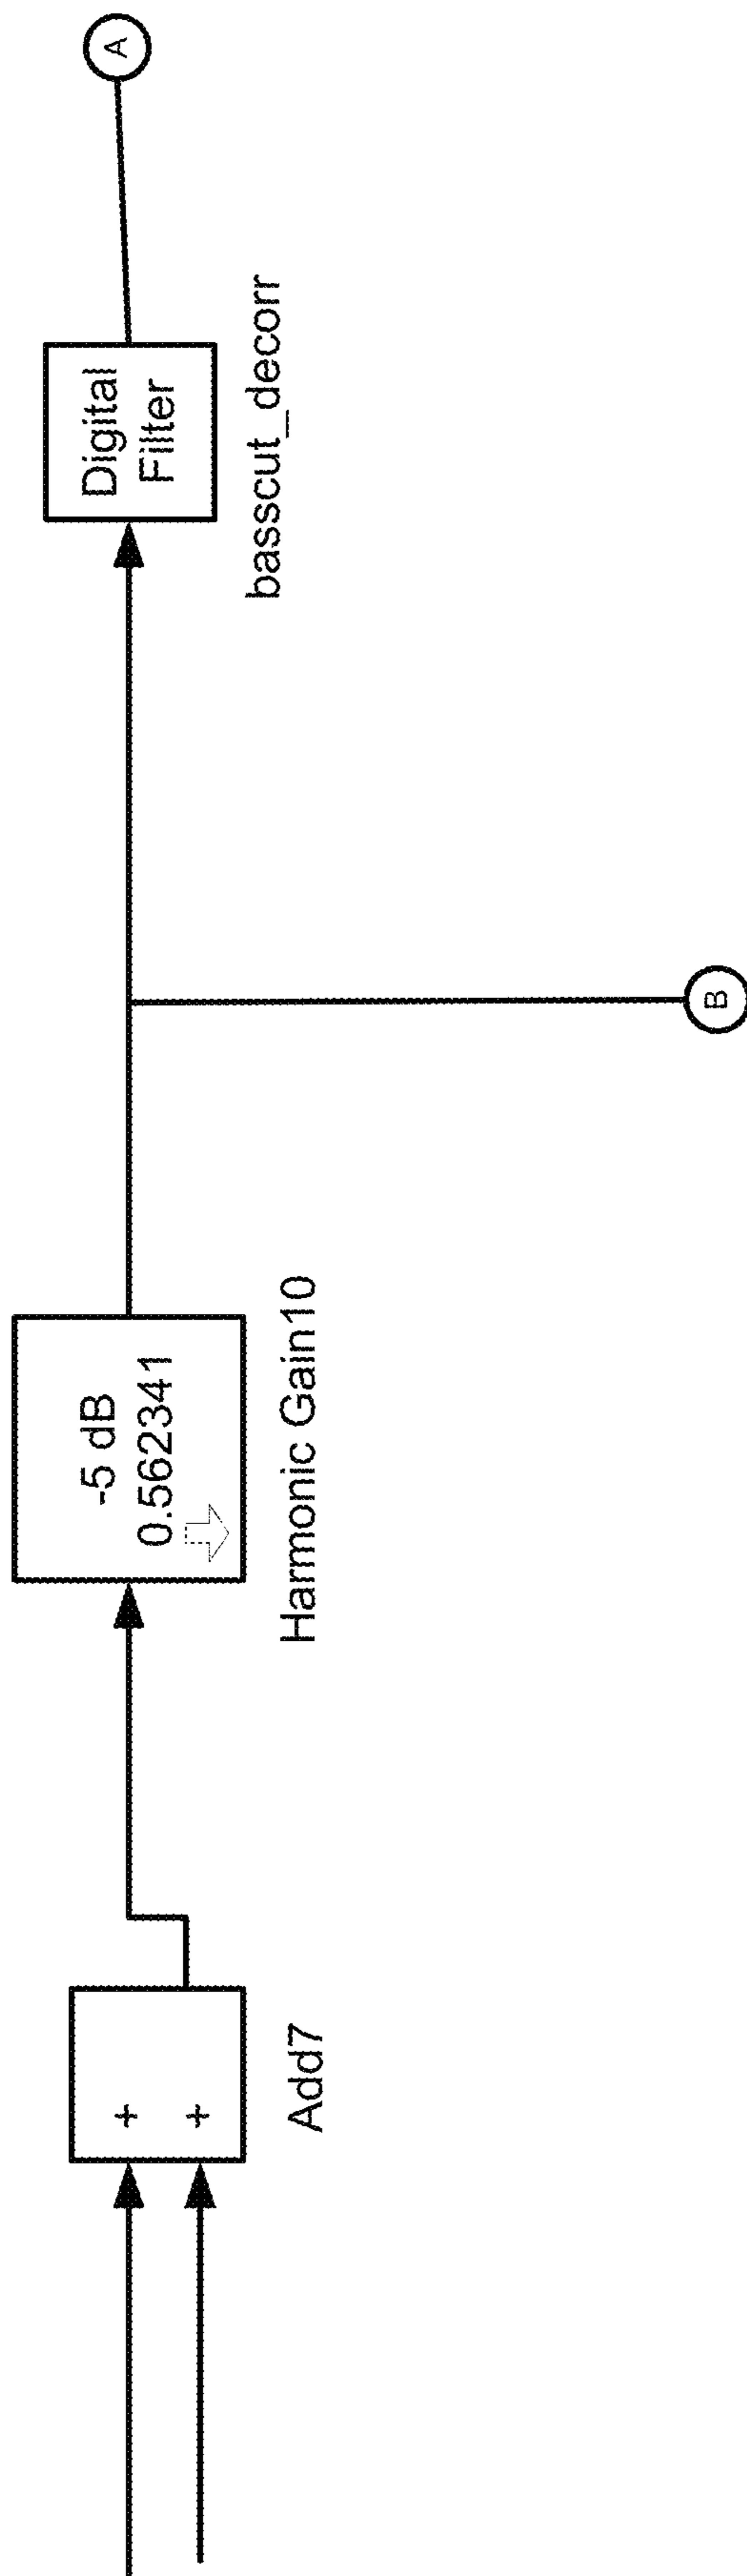 +
+
Add7
-5 dB
0.562341
Harmonic Gain10
B
Digital
Filter
basscut_decorr
A